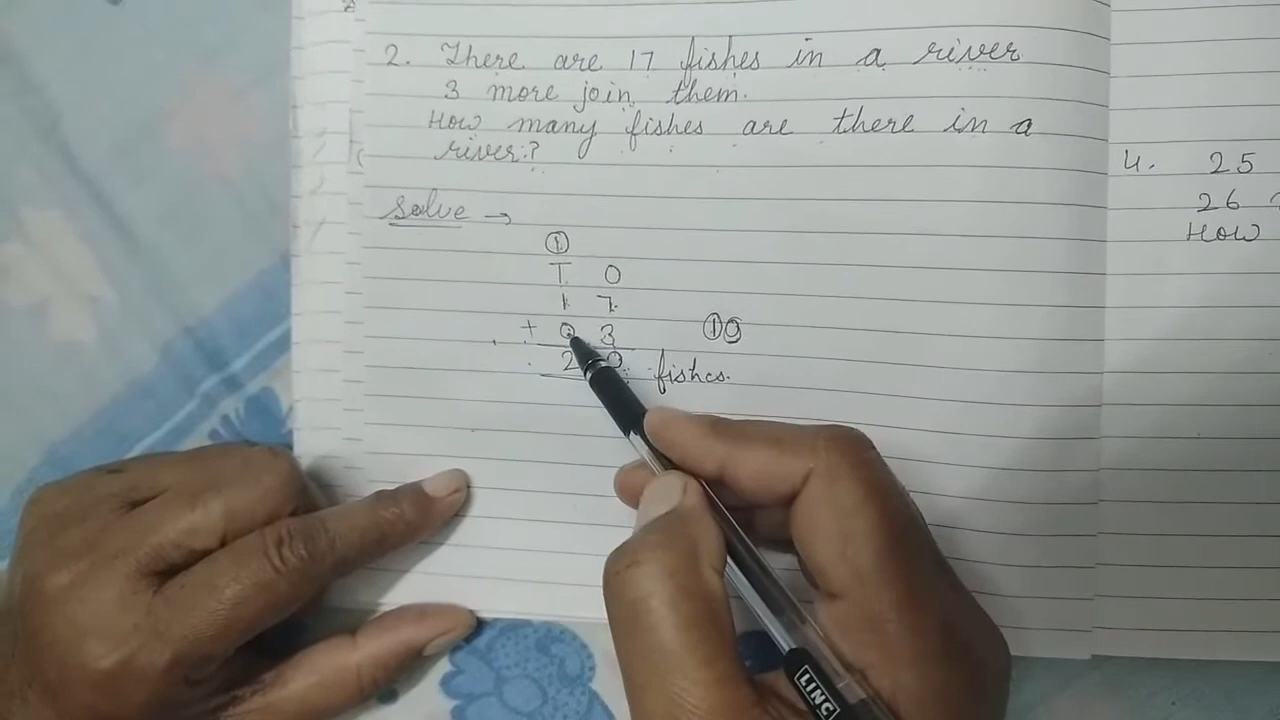 2. There are 17 fishes in a river
3 more join them.
How many fishes are there in a
river?
Solve →
①
T O
1 7
+ 0 3 ①0
2 0 fishes.
4. 25
26
How
LINC